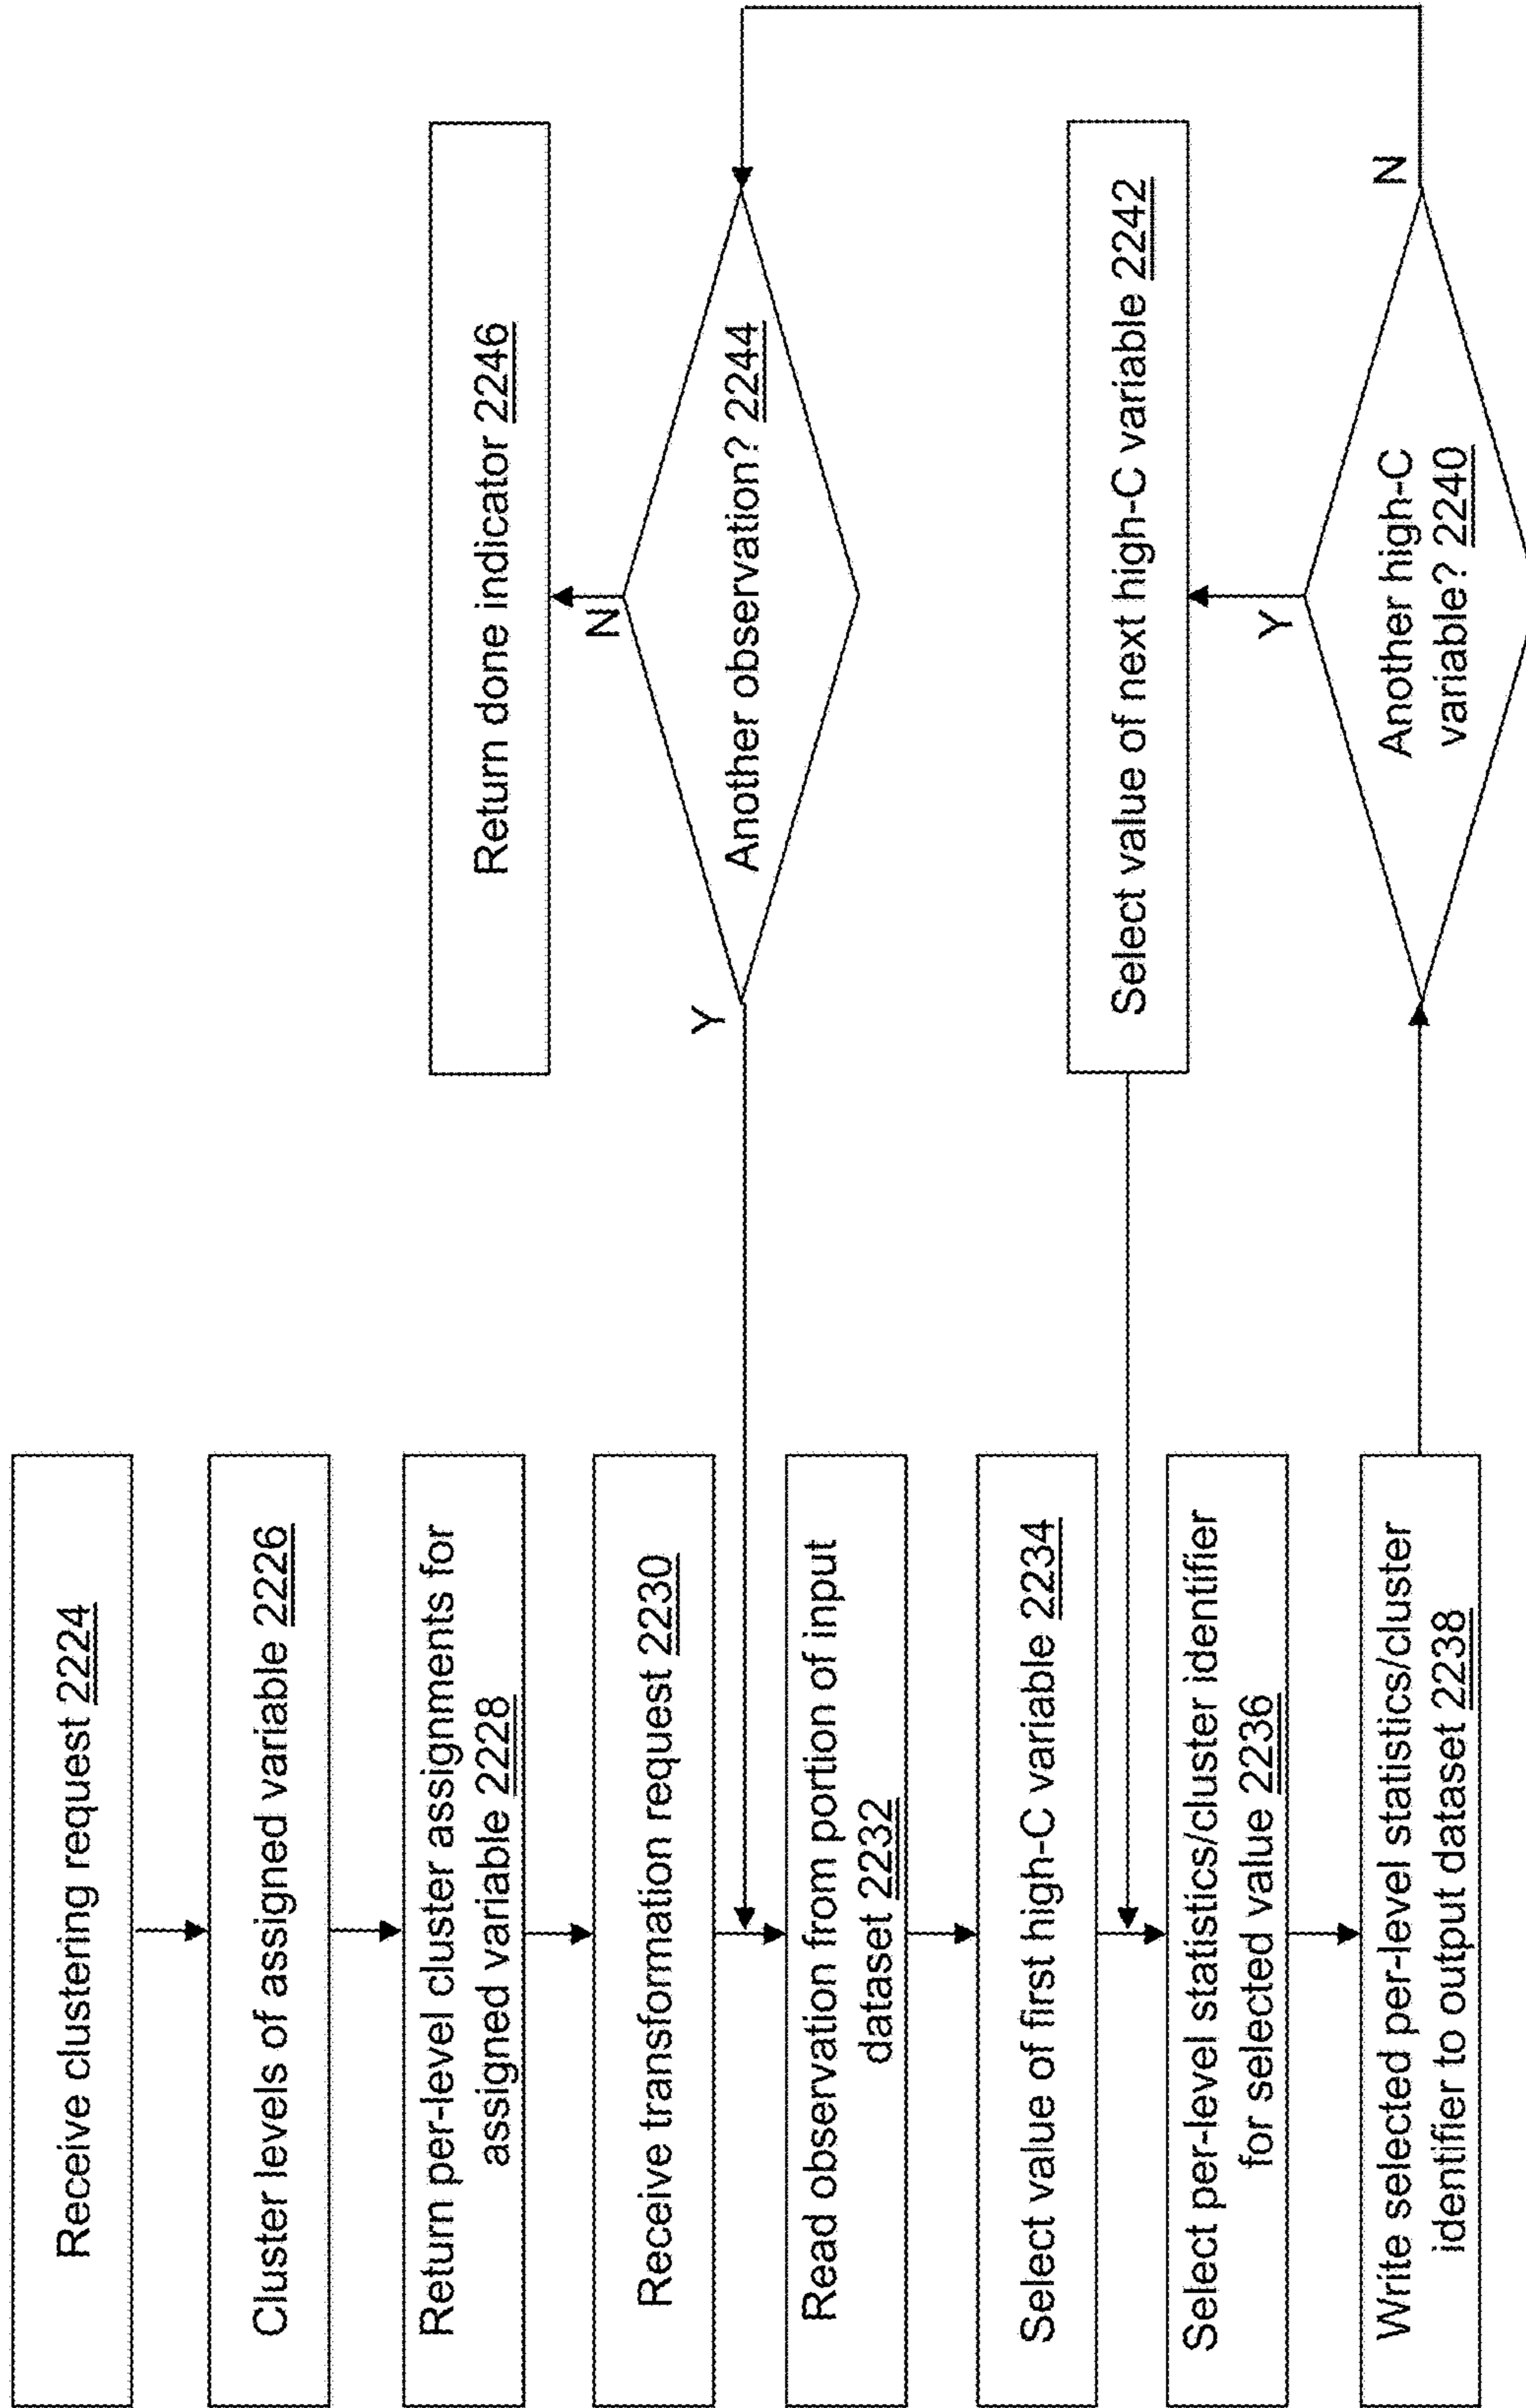 Receive clustering request 2224
Cluster levels of assigned variable 2226
Return per-level cluster assignments for
assigned variable 2228
Receive transformation request 2230
Read observation from portion of input
dataset 2232
Select value of first high-C variable 2234
Select per-level statistics/cluster identifier
for selected value 2236
Write selected per-level statistics/cluster
identifier to output dataset 2238
Return done indicator 2246
N
Another observation? 2244
Y
Select value of next high-C variable 2242
Y
Another high-C
variable? 2240
N